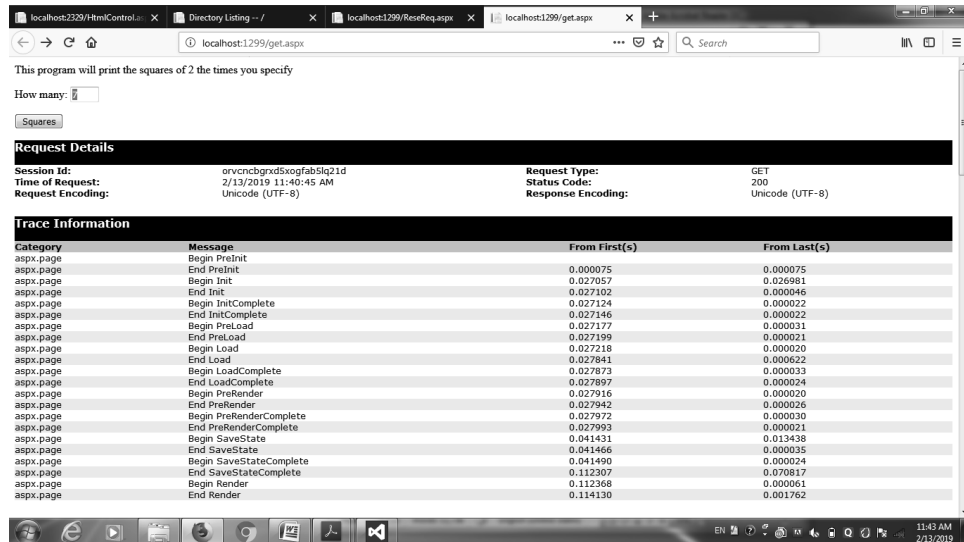 localhost:2329/HtmlControl.as
Directory Listing -- /
localhost:1299/ReseReq.aspx
localhost:1299/get.aspx
localhost:1299/get.aspx
Search
This program will print the squares of 2 the times you specify
How many:
Squares
Request Details
Session Id: orvcncbgrxd5xogfab5lq21d Request Type: GET
Time of Request: 2/13/2019 11:40:45 AM Status Code: 200
Request Encoding: Unicode (UTF-8) Response Encoding: Unicode (UTF-8)
Trace Information
Category Message From First(s) From Last(s)
aspx.page Begin PreInit
aspx.page End PreInit 0.000075 0.000075
aspx.page Begin Init 0.027057 0.026981
aspx.page End Init 0.027102 0.000046
aspx.page Begin InitComplete 0.027124 0.000022
aspx.page End InitComplete 0.027146 0.000022
aspx.page Begin PreLoad 0.027177 0.000031
aspx.page End PreLoad 0.027199 0.000021
aspx.page Begin Load 0.027218 0.000020
aspx.page End Load 0.027841 0.000622
aspx.page Begin LoadComplete 0.027873 0.000033
aspx.page End LoadComplete 0.027897 0.000024
aspx.page Begin PreRender 0.027916 0.000020
aspx.page End PreRender 0.027942 0.000026
aspx.page Begin PreRenderComplete 0.027972 0.000030
aspx.page End PreRenderComplete 0.027993 0.000021
aspx.page Begin SaveState 0.041431 0.013438
aspx.page End SaveState 0.041466 0.000035
aspx.page Begin SaveStateComplete 0.041490 0.000024
aspx.page End SaveStateComplete 0.112307 0.070817
aspx.page Begin Render 0.112368 0.000061
aspx.page End Render 0.114130 0.001762
EN
11:43 AM
2/13/2019